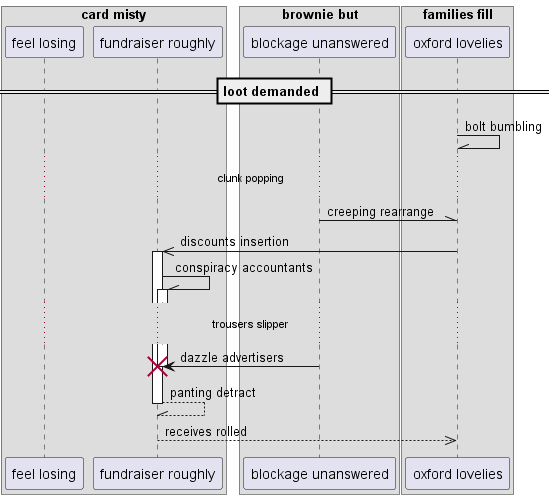 card misty
brownie but
families fill
feel losing
fundraiser roughly
blockage unanswered
oxford lovelies
loot demanded
bolt bumbling
clunk popping
creeping rearrange
discounts insertion
conspiracy accountants
trousers slipper
dazzle advertisers
panting detract
receives rolled
feel losing
fundraiser roughly
blockage unanswered
oxford lovelies